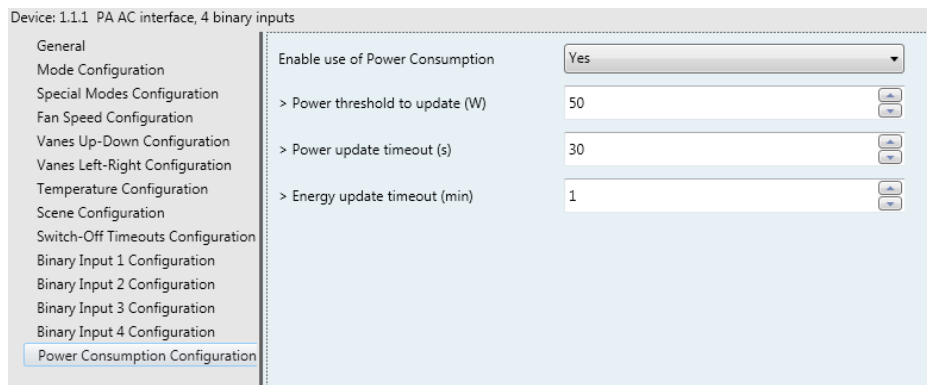 Device: 1.1.1 PA AC interface, 4 binary inputs
General
Mode Configuration
Special Modes Configuration
Fan Speed Configuration
Vanes Up-Down Configuration
Vanes Left-Right Configuration
Temperature Configuration
Scene Configuration
Switch-Off Timeouts Configuration
Binary Input 1 Configuration
Binary Input 2 Configuration
Binary Input 3 Configuration
Binary Input 4 Configuration
Power Consumption Configuration
Enable use of Power Consumption Yes
> Power threshold to update (W) 50
> Power update timeout (s) 30
> Energy update timeout (min) 1